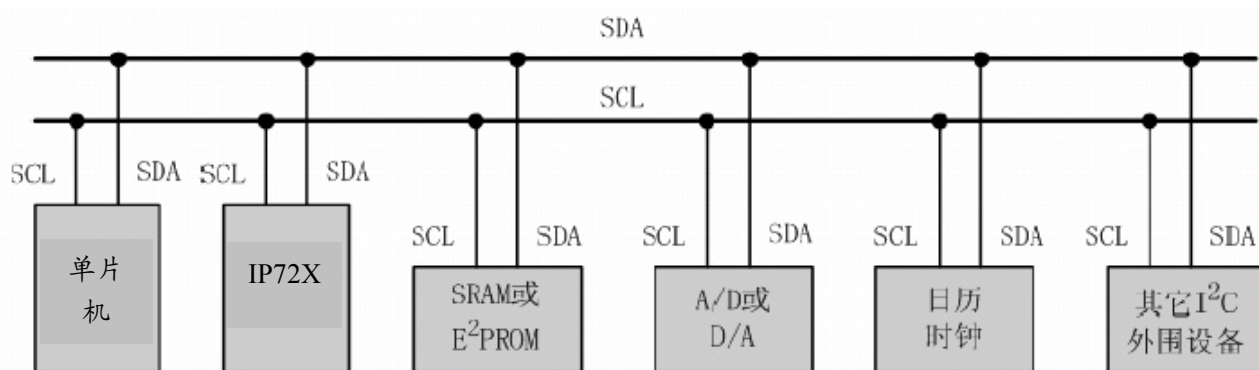 SDA
SCL
SCL SDA SCL SDA
SCL SDA SCL SDA SCL SDA SCL SDA
单片
机
IP72X
SRAM或
E²PROM
A/D或
D/A
日历
时钟
其它I²C
外围设备